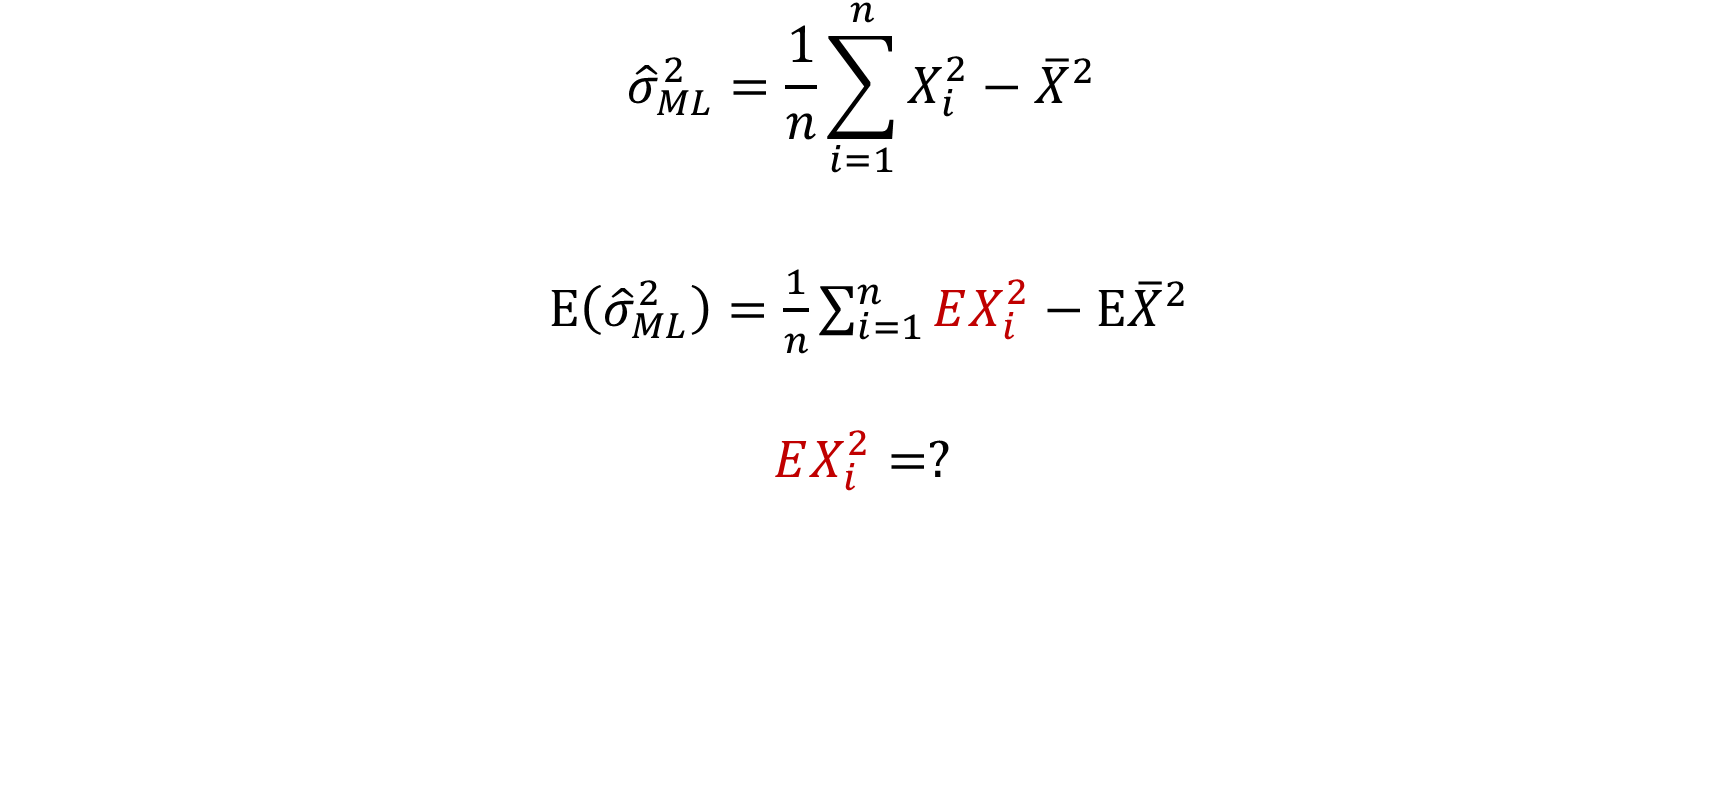 σ̂²_ML = 1/n ∑_{i=1}^{n} X_i² − X̄²
E(σ̂²_ML) = 1/n ∑_{i=1}^{n} EX_i² − EX̄²
EX_i² =?